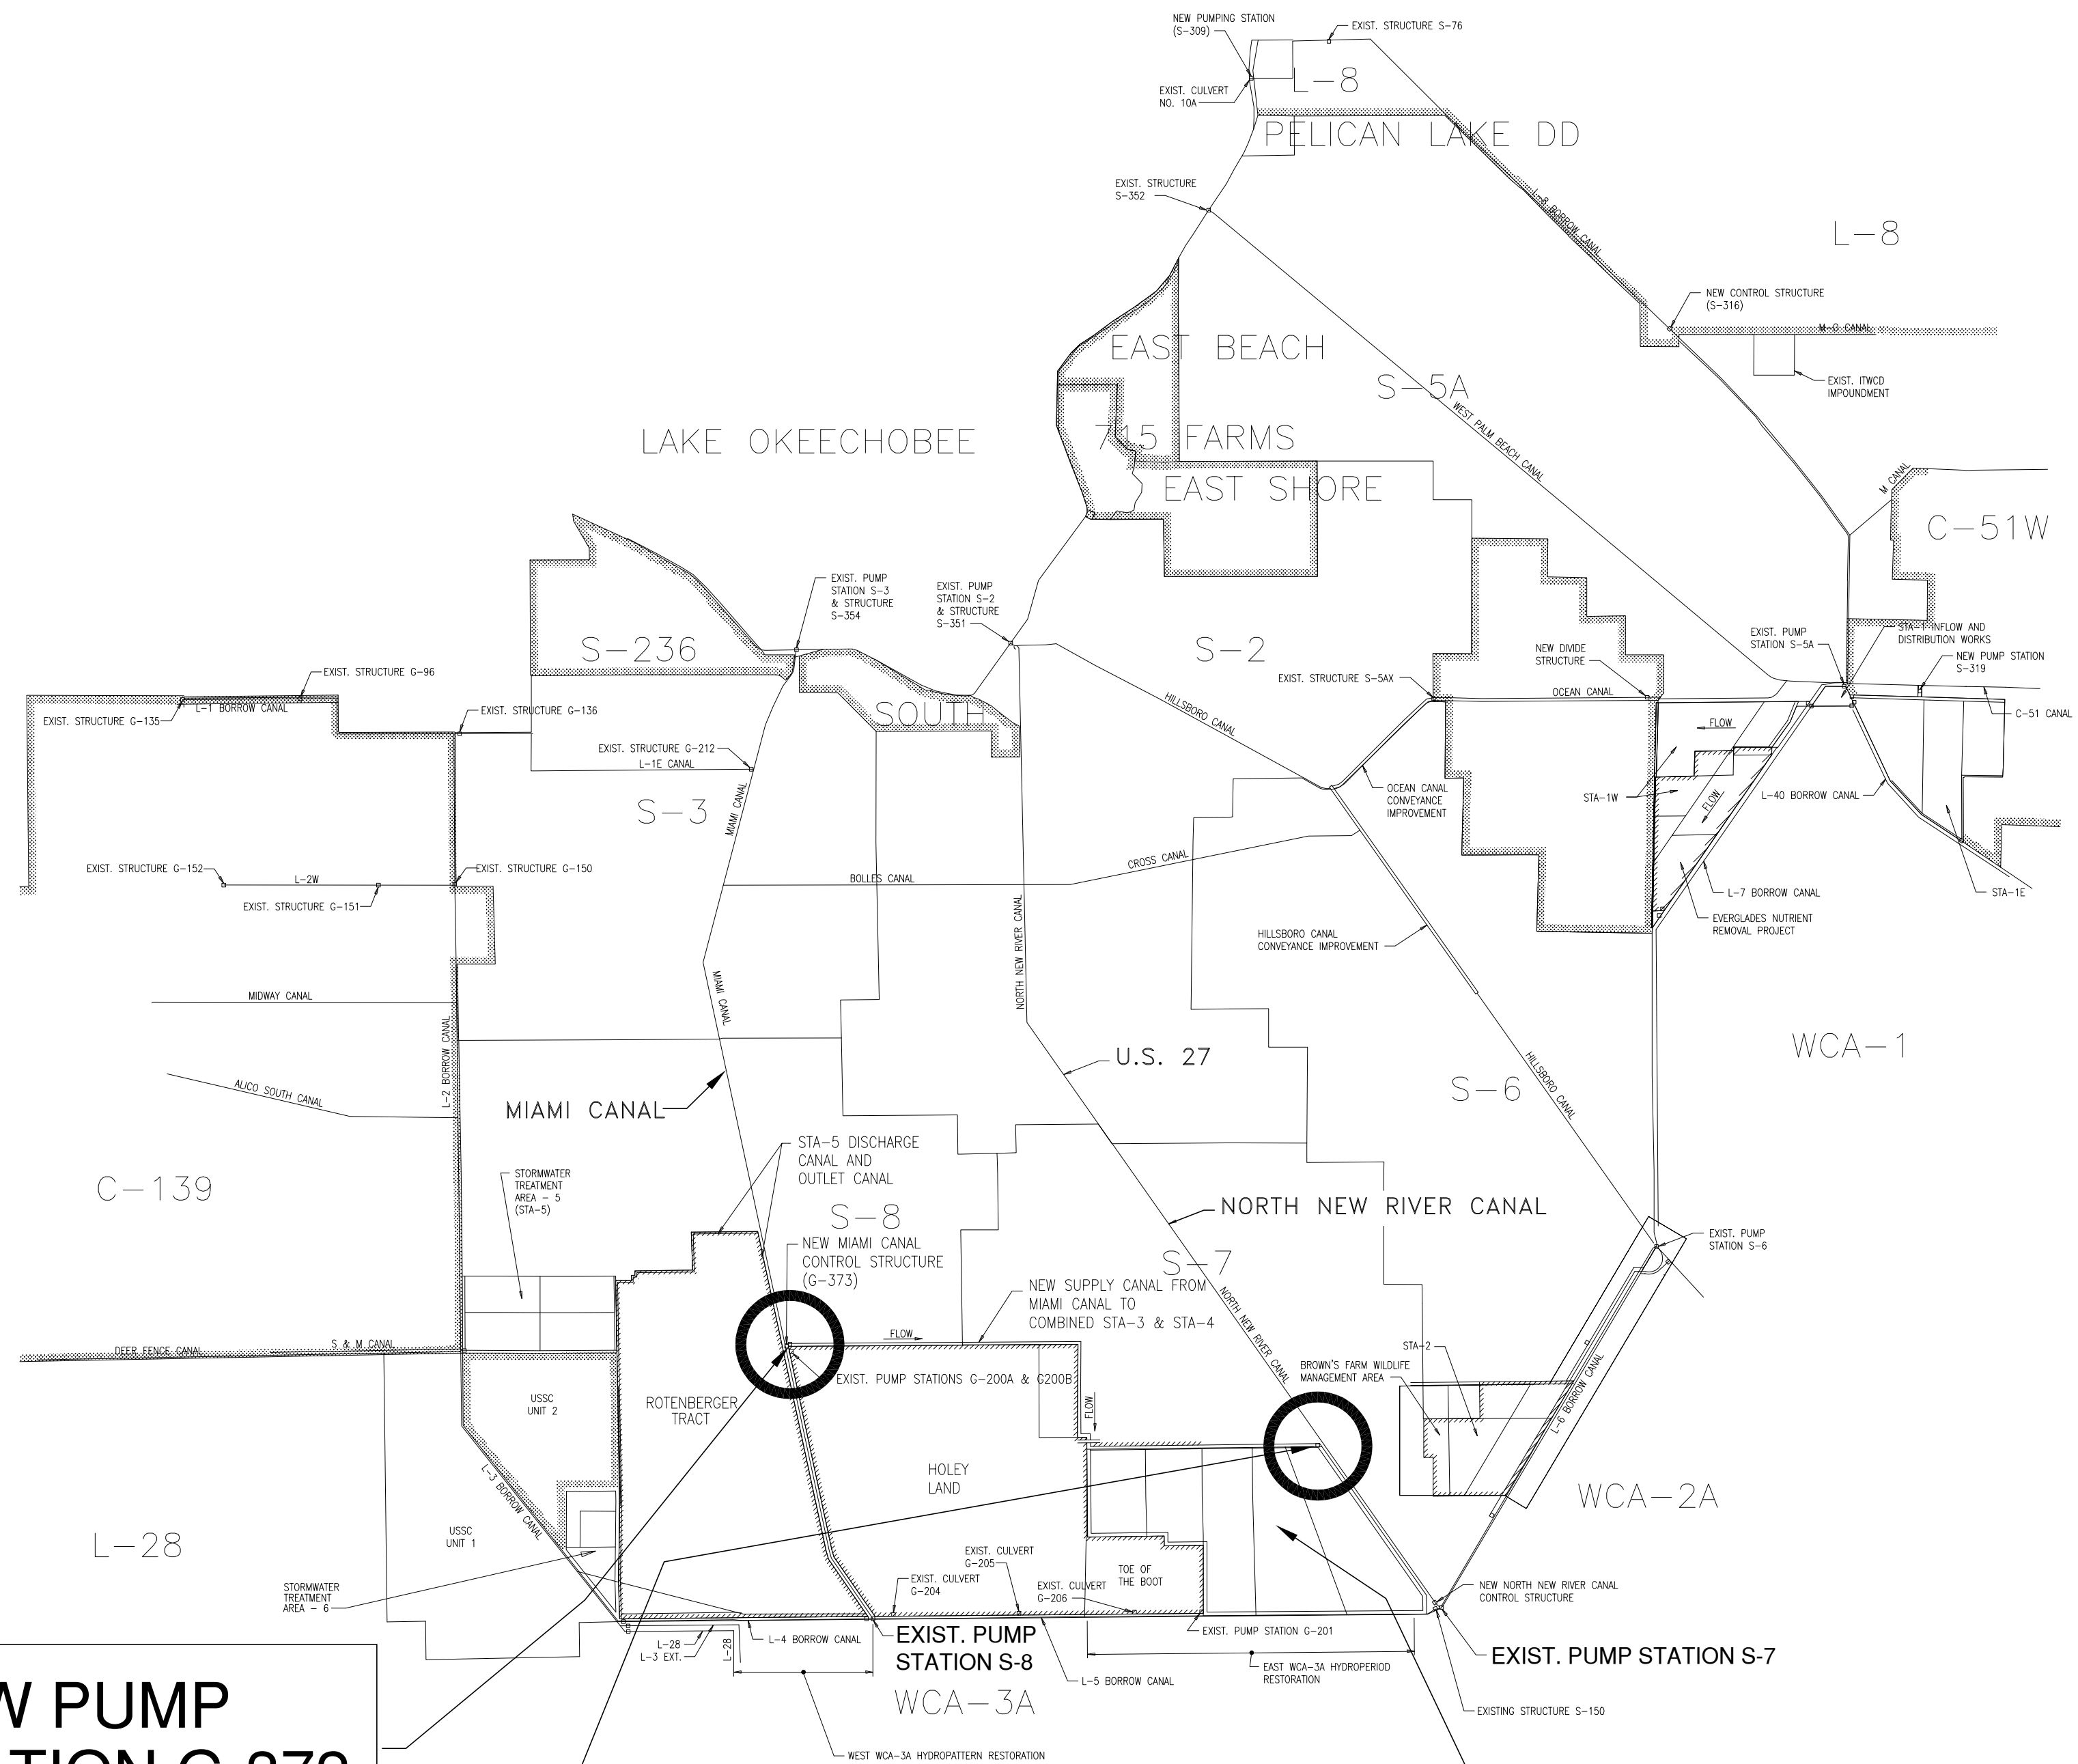 NEW PUMPING STATION
(S-309)
EXIST. STRUCTURE S-76
L-8
EXIST. CULVERT
NO. 10A
PELICAN LAKE DD
EXIST. STRUCTURE
S-352
L-8 BORROW CANAL
L-8
NEW CONTROL STRUCTURE
(S-316)
M-O CANAL
EAST BEACH
S-5A
EXIST. ITWCD
IMPOUNDMENT
WEST PALM BEACH CANAL
LAKE OKEECHOBEE
715 FARMS
EAST SHORE
M CANAL
C-51W
EXIST. PUMP
STATION S-3
& STRUCTURE
S-354
EXIST. PUMP
STATION S-2
& STRUCTURE
S-351
S-236
S-2
NEW DIVIDE
STRUCTURE
EXIST. PUMP
STATION S-5A
STA-1 INFLOW AND
DISTRIBUTION WORKS
NEW PUMP STATION
S-319
EXIST. STRUCTURE G-96
EXIST. STRUCTURE S-5AX
OCEAN CANAL
HILLSBORO CANAL
L-1 BORROW CANAL
EXIST. STRUCTURE G-135
EXIST. STRUCTURE G-136
SOUTH
C-51 CANAL
FLOW
EXIST. STRUCTURE G-212
L-1E CANAL
OCEAN CANAL
CONVEYANCE
IMPROVEMENT
STA-1W
FLOW
L-40 BORROW CANAL
S-3
MIAMI CANAL
CROSS CANAL
BOLLES CANAL
EXIST. STRUCTURE G-152
L-2W
EXIST. STRUCTURE G-150
EXIST. STRUCTURE G-151
L-7 BORROW CANAL
STA-1E
EVERGLADES NUTRIENT
REMOVAL PROJECT
HILLSBORO CANAL
CONVEYANCE IMPROVEMENT
NORTH NEW RIVER CANAL
MIDWAY CANAL
MIAMI CANAL
L-2 BORROW CANAL
U.S. 27
WCA-1
ALICO SOUTH CANAL
MIAMI CANAL
S-6
HILLSBORO CANAL
STA-5 DISCHARGE
CANAL AND
OUTLET CANAL
STORMWATER
TREATMENT
AREA - 5
(STA-5)
C-139
S-8
NORTH NEW RIVER CANAL
NEW MIAMI CANAL
CONTROL STRUCTURE
(G-373)
S-7
EXIST. PUMP
STATION S-6
NEW SUPPLY CANAL FROM
MIAMI CANAL TO
COMBINED STA-3 & STA-4
NORTH NEW RIVER CANAL
FLOW
DEER FENCE CANAL
S & M CANAL
STA-2
BROWN'S FARM WILDLIFE
MANAGEMENT AREA
EXIST. PUMP STATIONS G-200A & G200B
L-6 BORROW CANAL
USSC
UNIT 2
ROTENBERGER
TRACT
FLOW
HOLEY
LAND
L-3 BORROW CANAL
WCA-2A
L-28
USSC
UNIT 1
EXIST. CULVERT
G-205
EXIST. CULVERT
G-204
EXIST. CULVERT
G-206
TOE OF
THE BOOT
STORMWATER
TREATMENT
AREA - 6
NEW NORTH NEW RIVER CANAL
CONTROL STRUCTURE
L-28
L-3 EXT.
L-28
L-4 BORROW CANAL
EXIST. PUMP
STATION S-8
EXIST. PUMP STATION G-201
EXIST. PUMP STATION S-7
EAST WCA-3A HYDROPERIOD
RESTORATION
L-5 BORROW CANAL
WCA-3A
EXISTING STRUCTURE S-150
WEST WCA-3A HYDROPATTERN RESTORATION
W PUMP